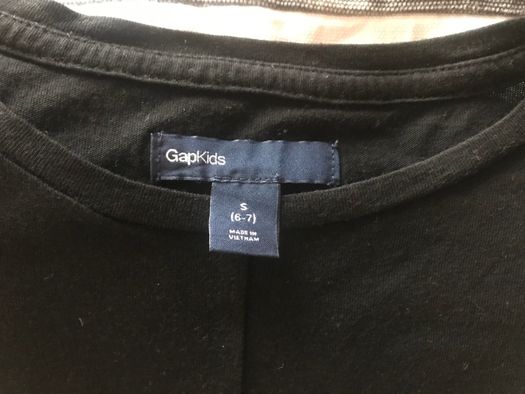 GapKids
S
(6-7)
MADE IN
VIETNAM